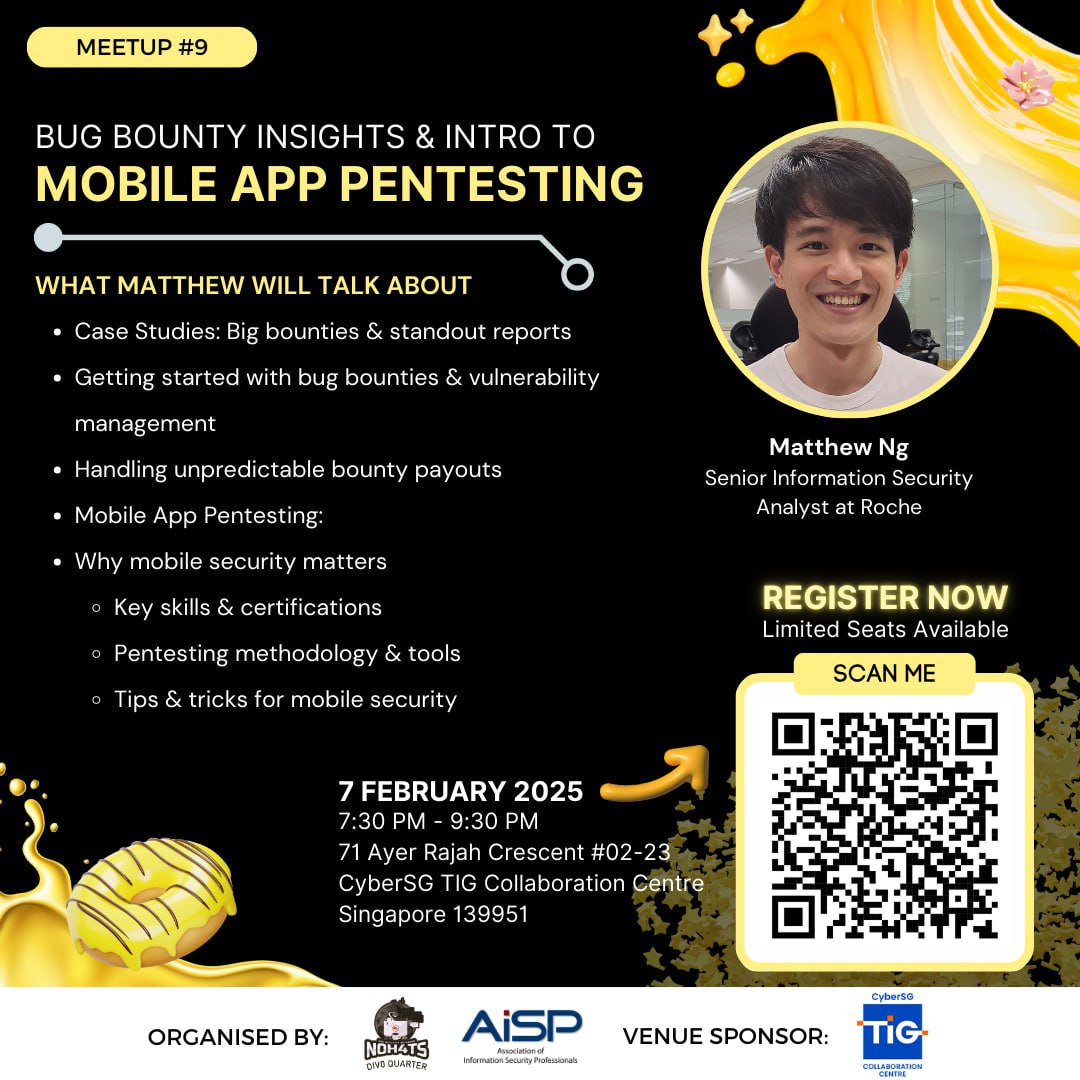 MEETUP #9
BUG BOUNTY INSIGHTS & INTRO TO
MOBILE APP PENTESTING
WHAT MATTHEW WILL TALK ABOUT
• Case Studies: Big bounties & standout reports
• Getting started with bug bounties & vulnerability
management
• Handling unpredictable bounty payouts
• Mobile App Pentesting:
• Why mobile security matters
◦ Key skills & certifications
◦ Pentesting methodology & tools
◦ Tips & tricks for mobile security
Matthew Ng
Senior Information Security
Analyst at Roche
REGISTER NOW
Limited Seats Available
SCAN ME
7 FEBRUARY 2025
7:30 PM - 9:30 PM
71 Ayer Rajah Crescent #02-23
CyberSG TIG Collaboration Centre
Singapore 139951
ORGANISED BY:
N0H4TS
DIV0 QUARTER
AiSP
Association of
Information Security Professionals
VENUE SPONSOR:
CyberSG
TiG
COLLABORATION
CENTRE